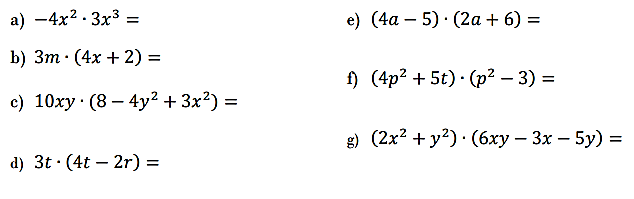 a) −4x² · 3x³ =
b) 3m · (4x + 2) =
c) 10xy · (8 − 4y² + 3x²) =
d) 3t · (4t − 2r) =
e) (4a − 5) · (2a + 6) =
f) (4p² + 5t) · (p² − 3) =
g) (2x² + y²) · (6xy − 3x − 5y) =